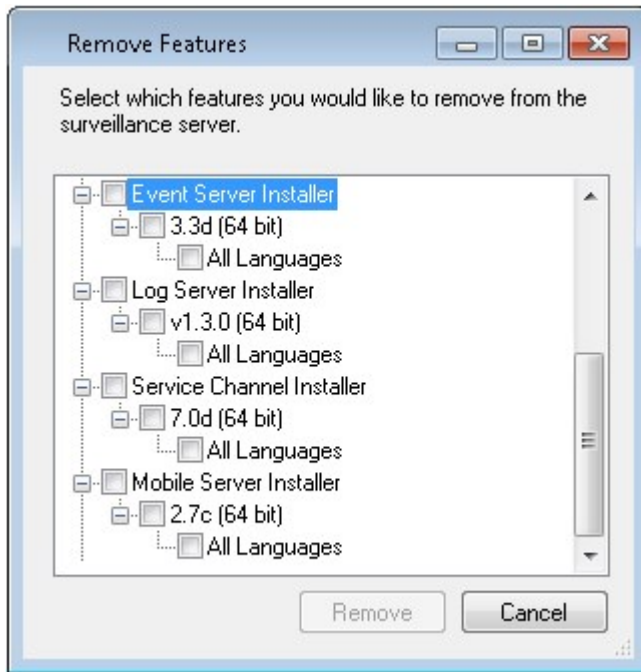 Remove Features
Select which features you would like to remove from the
surveillance server.
Event Server Installer
3.3d (64 bit)
All Languages
Log Server Installer
v1.3.0 (64 bit)
All Languages
Service Channel Installer
7.0d (64 bit)
All Languages
Mobile Server Installer
2.7c (64 bit)
All Languages
Remove Cancel